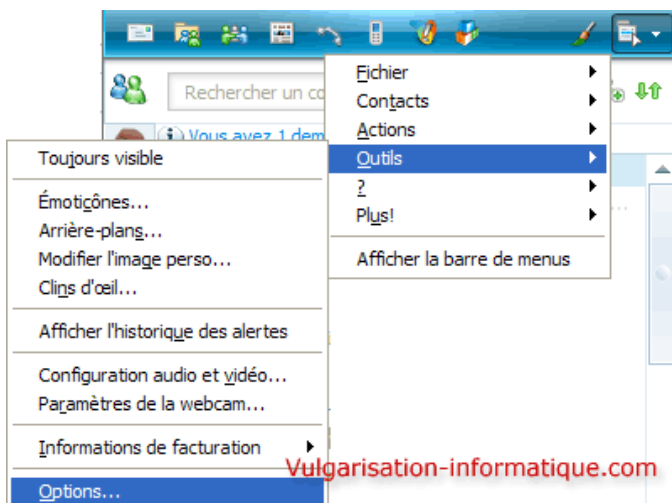 Rechercher un co
Vous avez 1 dem
Fichier
Contacts
Actions
Outils
?
Plus!
Afficher la barre de menus
Toujours visible
Émoticônes...
Arrière-plans...
Modifier l'image perso...
Clins d'œil...
Afficher l'historique des alertes
Configuration audio et vidéo...
Paramètres de la webcam...
Informations de facturation
Options...
Vulgarisation-informatique.com